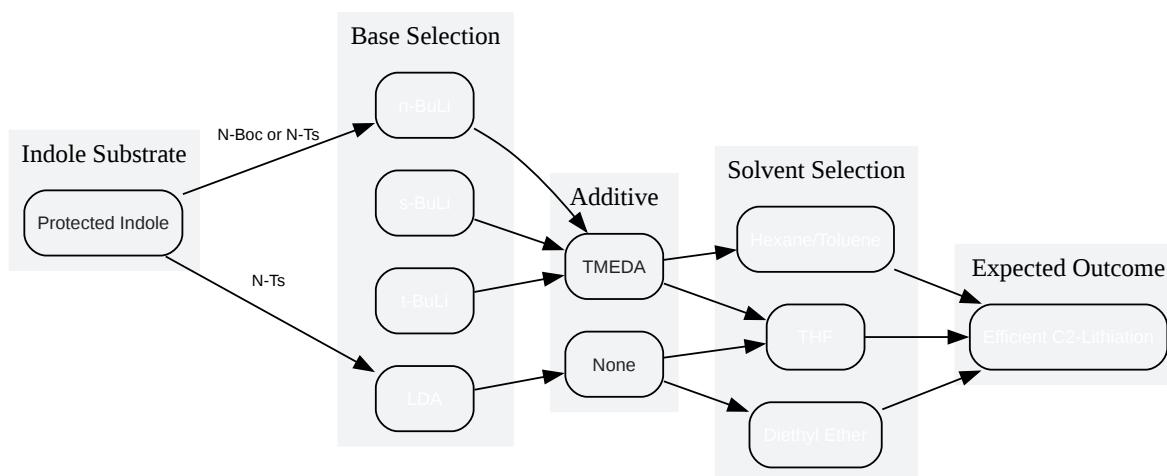 Indole Substrate
Protected Indole
N-Boc or N-Ts
N-Ts
Base Selection
n-BuLi
s-BuLi
t-BuLi
LDA
Additive
TMEDA
None
Solvent Selection
Hexane/Toluene
THF
Diethyl Ether
Expected Outcome
Efficient C2-Lithiation